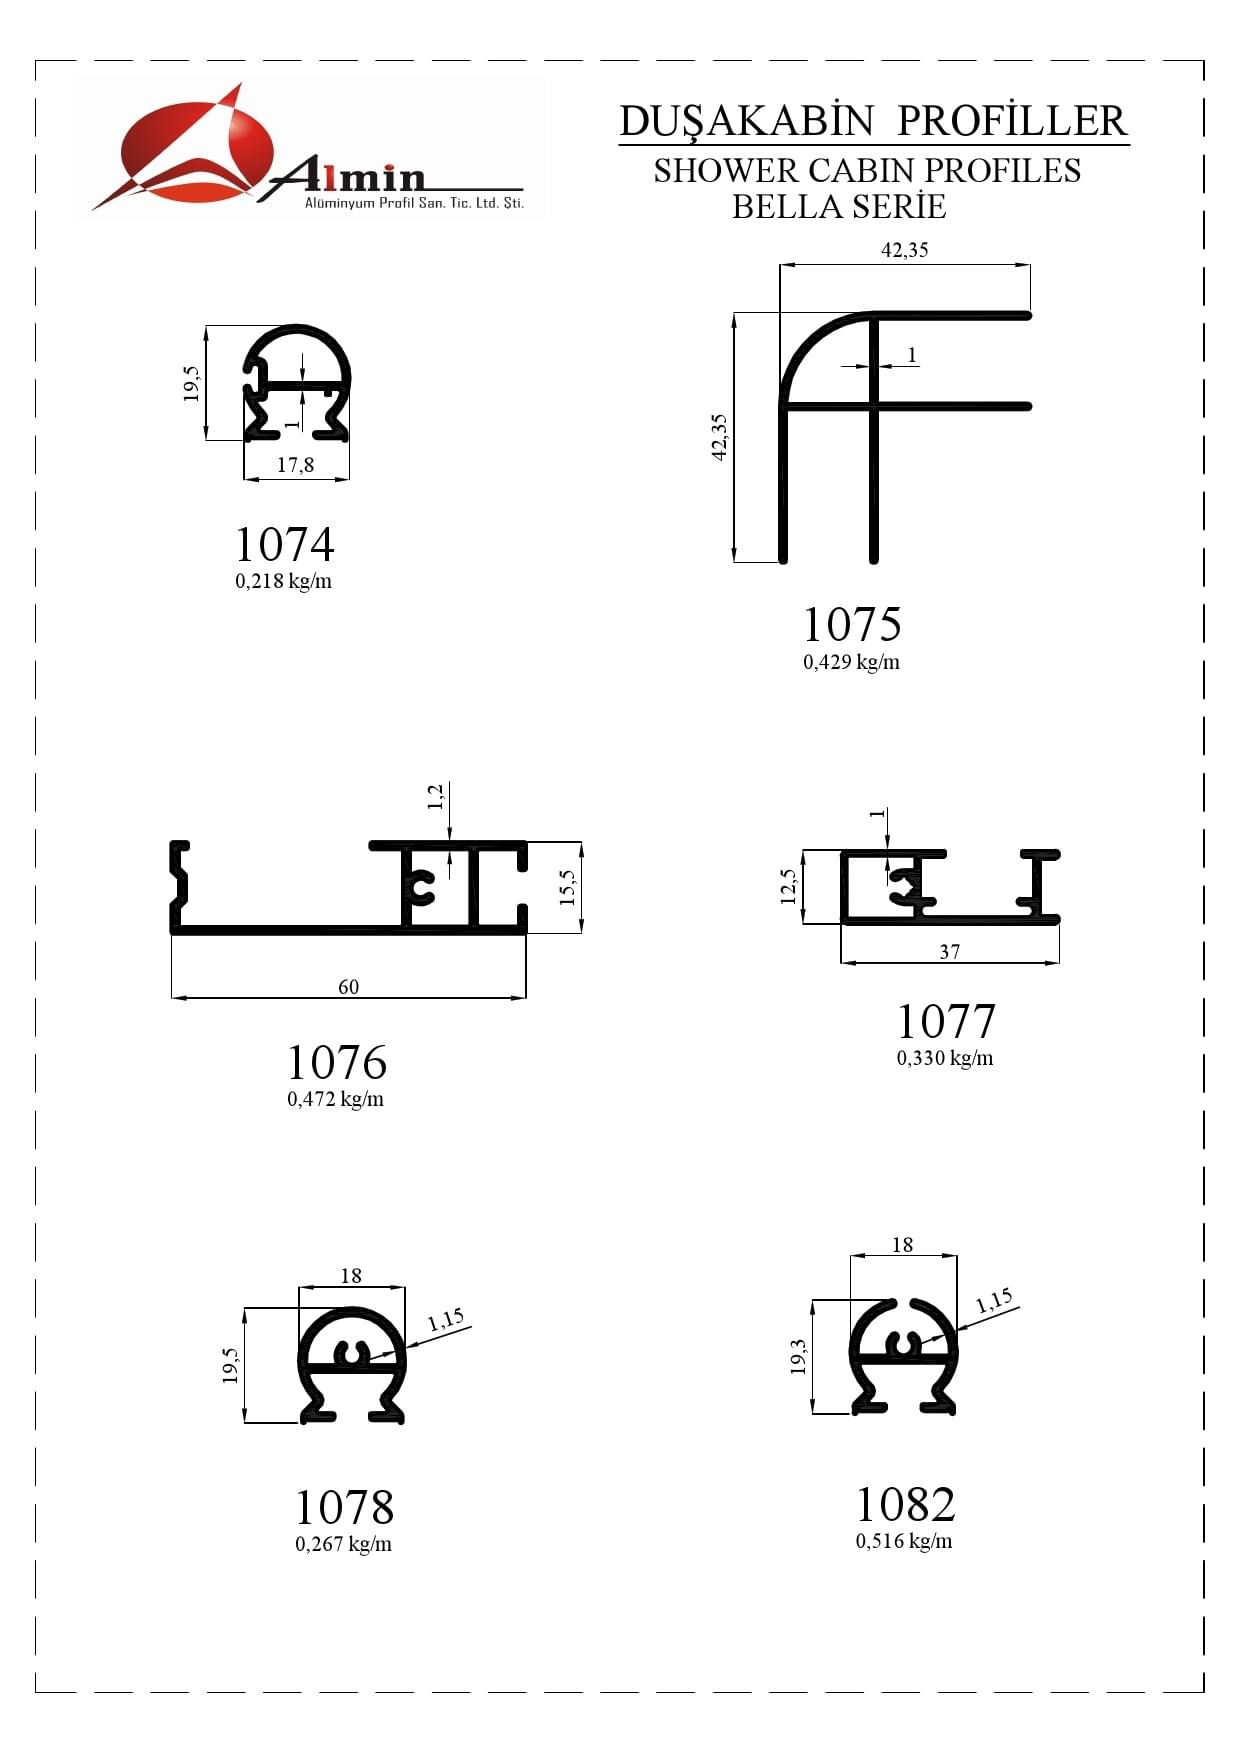 Almin
Alüminyum Profil San. Tic. Ltd. Şti.
DUŞAKABİN PROFİLLER
SHOWER CABIN PROFILES
BELLA SERİE
19,5
1
17,8
1074
0,218 kg/m
42,35
42,35
1
1075
0,429 kg/m
1,2
15,5
60
1076
0,472 kg/m
1
12,5
37
1077
0,330 kg/m
18
1,15
19,5
1078
0,267 kg/m
18
1,15
19,3
1082
0,516 kg/m